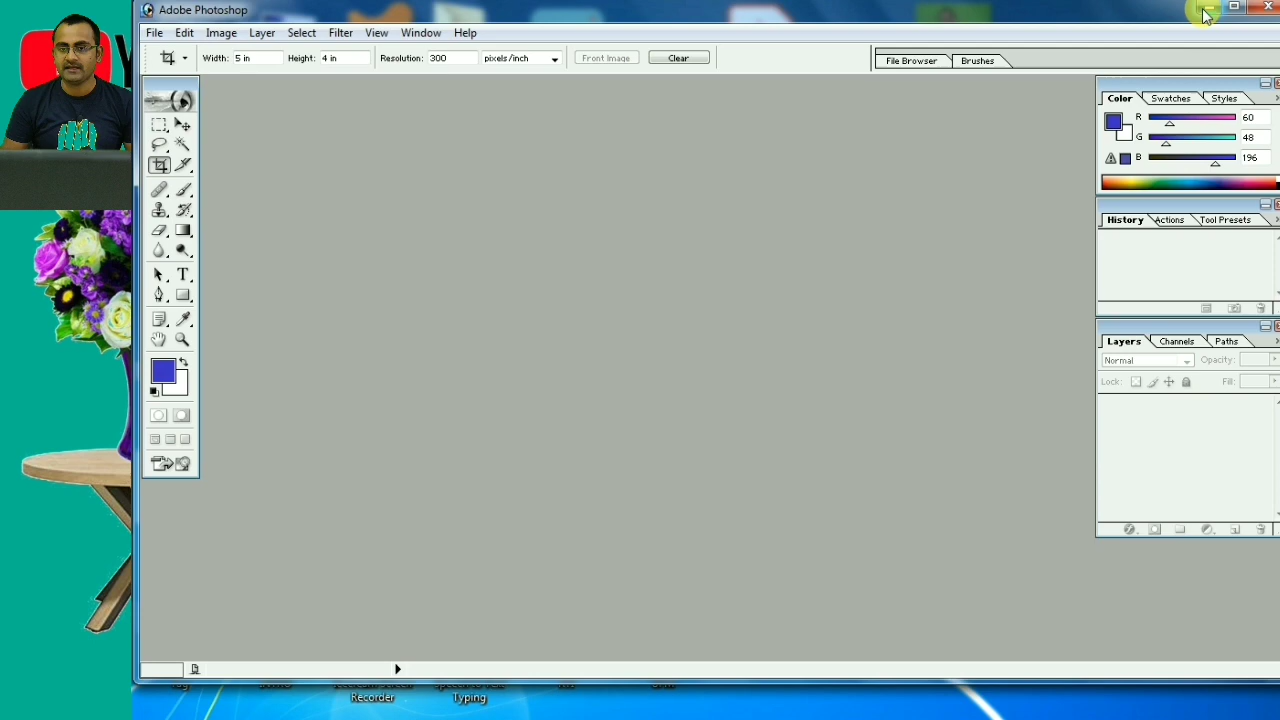 Adobe Photoshop
File Edit Image Layer Select Filter View Window Help
Width: 5 in Height: 4 in Resolution: 300 pixels/inch Front Image Clear File Browser Brushes
Color Swatches Styles
R 60
G 48
B 196
History Actions Tool Presets
T
Layers Channels Paths
Normal Opacity:
Lock: Fill:
Recorder Typing